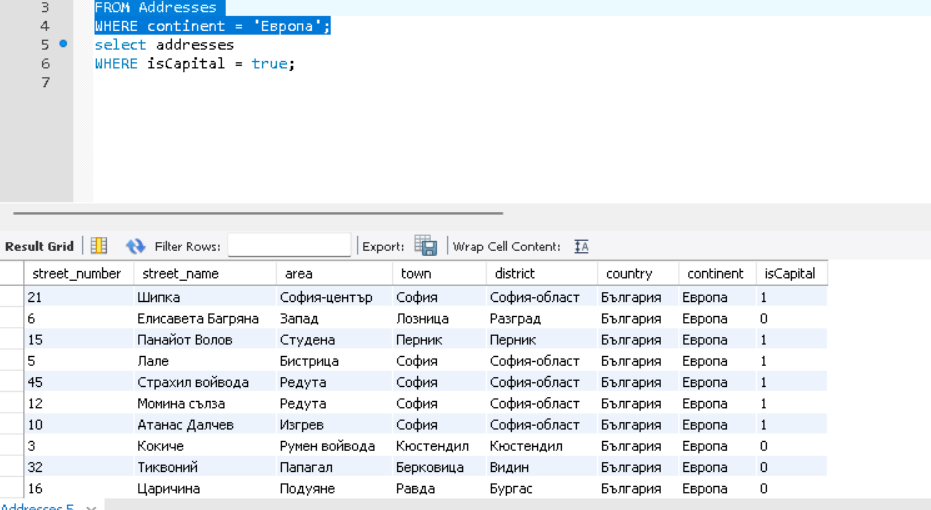 3 FROM Addresses
4 WHERE continent = 'Европа';
5 select addresses
6 WHERE isCapital = true;
7
Result Grid Filter Rows: Export: Wrap Cell Content:
street_number street_name area town district country continent isCapital
21 Шипка София-център София София-област България Европа 1
6 Елисавета Багряна Запад Лозница Разград България Европа 0
15 Панайот Волов Студена Перник Перник България Европа 1
5 Лале Бистрица София София-област България Европа 1
45 Страхил войвода Редута София София-област България Европа 1
12 Момина сълза Редута София София-област България Европа 1
10 Атанас Далчев Изгрев София София-област България Европа 1
3 Кокиче Румен войвода Кюстендил Кюстендил България Европа 0
32 Тиквоний Папагал Берковица Видин България Европа 0
16 Царичина Подуяне Равда Бургас България Европа 0
Addresses 5